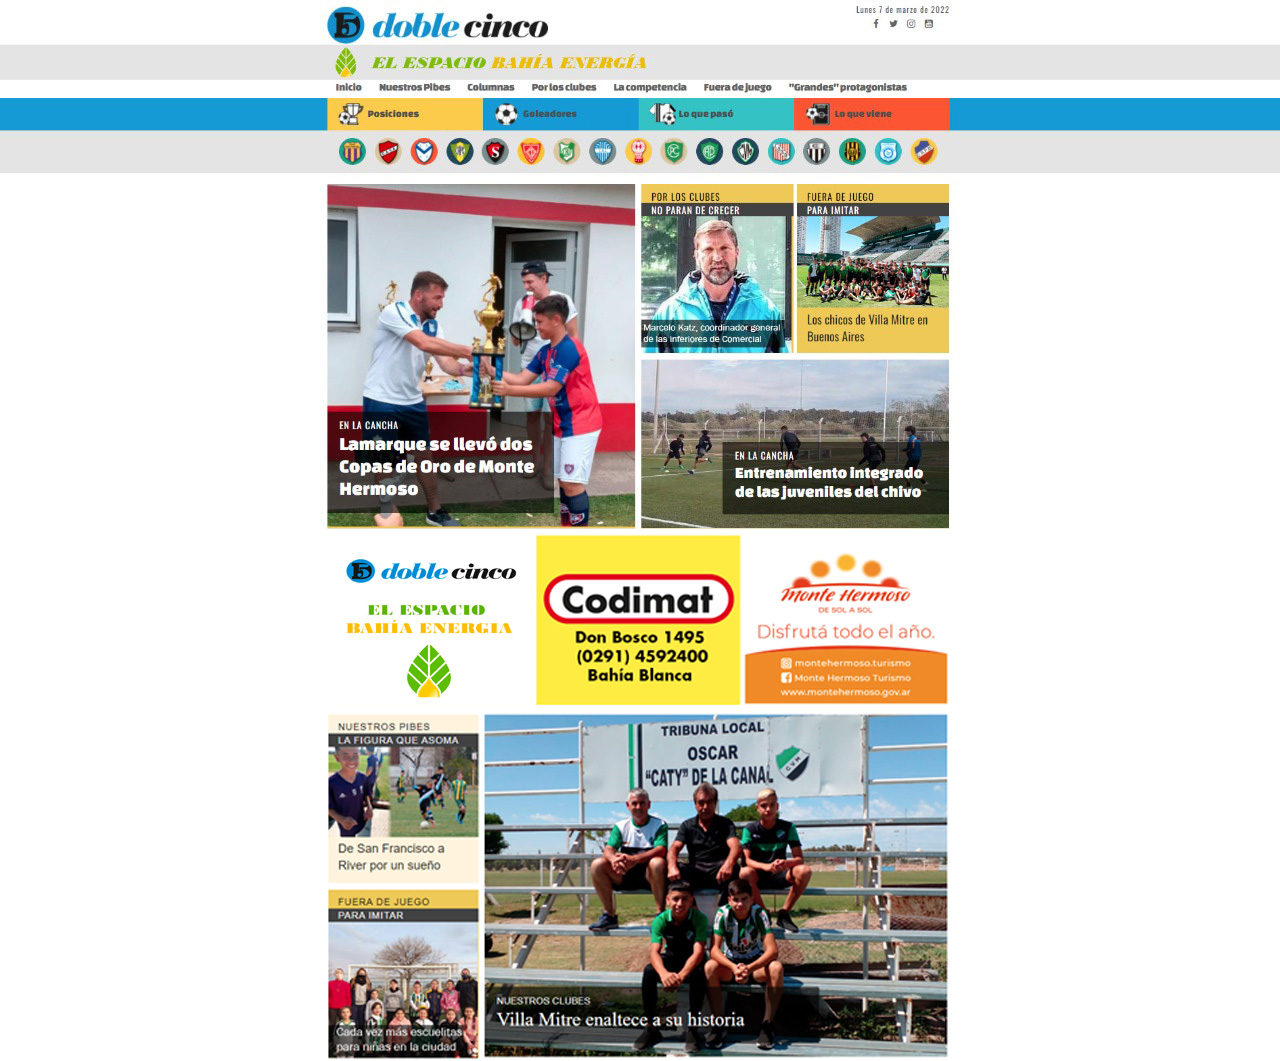 Lunes 7 de marzo de 2022
doble cinco
EL ESPACIO BAHÍA ENERGÍA
Inicio Nuestros Pibes Columnas Por los clubes La competencia Fuera de juego "Grandes" protagonistas
Posiciones Goleadores Lo que pasó Lo que viene
POR LOS CLUBES
NO PARAN DE CRECER
Marcelo Katz, coordinador general
de las inferiores de Comercial
FUERA DE JUEGO
PARA IMITAR
Los chicos de Villa Mitre en
Buenos Aires
EN LA CANCHA
Lamarque se llevó dos
Copas de Oro de Monte
Hermoso
EN LA CANCHA
Entrenamiento integrado
de las juveniles del chivo
doble cinco
EL ESPACIO
BAHÍA ENERGIA
Codimat
Don Bosco 1495
(0291) 4592400
Bahía Blanca
Monte Hermoso
DE SOL A SOL
Disfrutá todo el año.
montehermoso.turismo
Monte Hermoso Turismo
www.montehermoso.gov.ar
NUESTROS PIBES
LA FIGURA QUE ASOMA
De San Francisco a
River por un sueño
FUERA DE JUEGO
PARA IMITAR
Cada vez más escuelitas
para niñas en la ciudad
TRIBUNA LOCAL
OSCAR
"CATY" DE LA CANAL
C.V.M
NUESTROS CLUBES
Villa Mitre enaltece a su historia